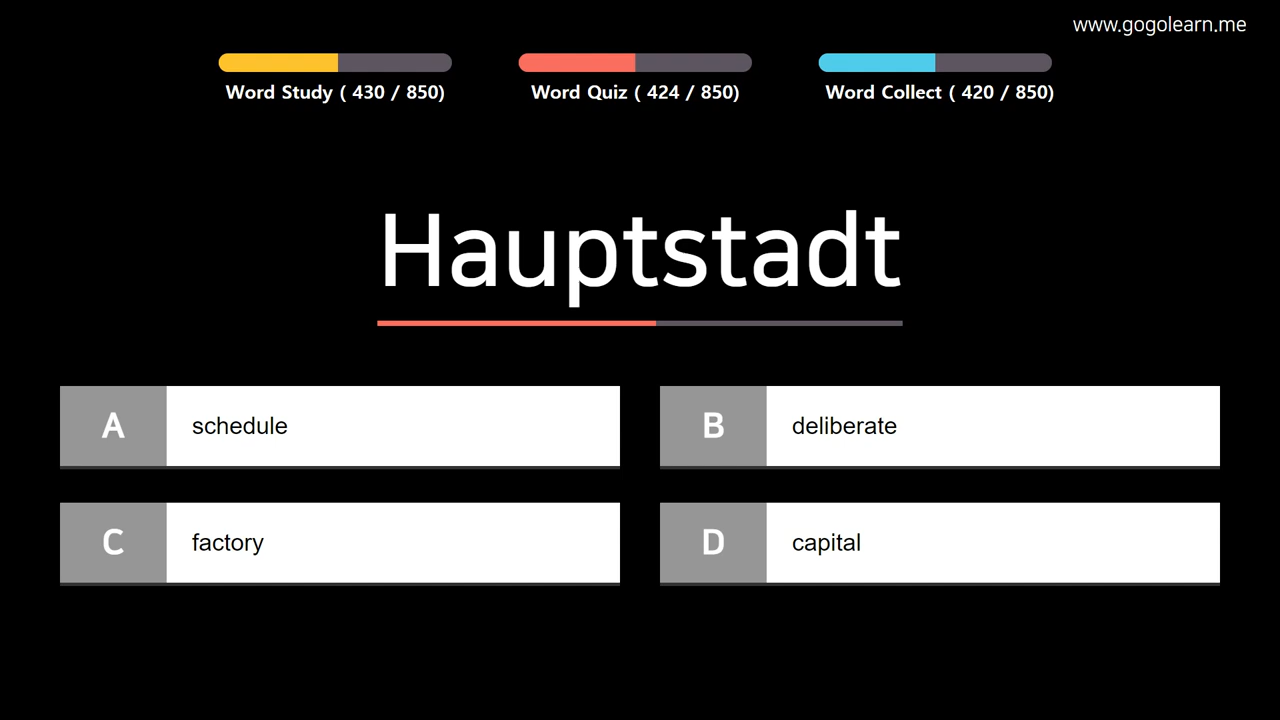 www.gogolearn.me
Word Study ( 430 / 850)
Word Quiz ( 424 / 850)
Word Collect ( 420 / 850)
Hauptstadt
A schedule
B deliberate
C factory
D capital